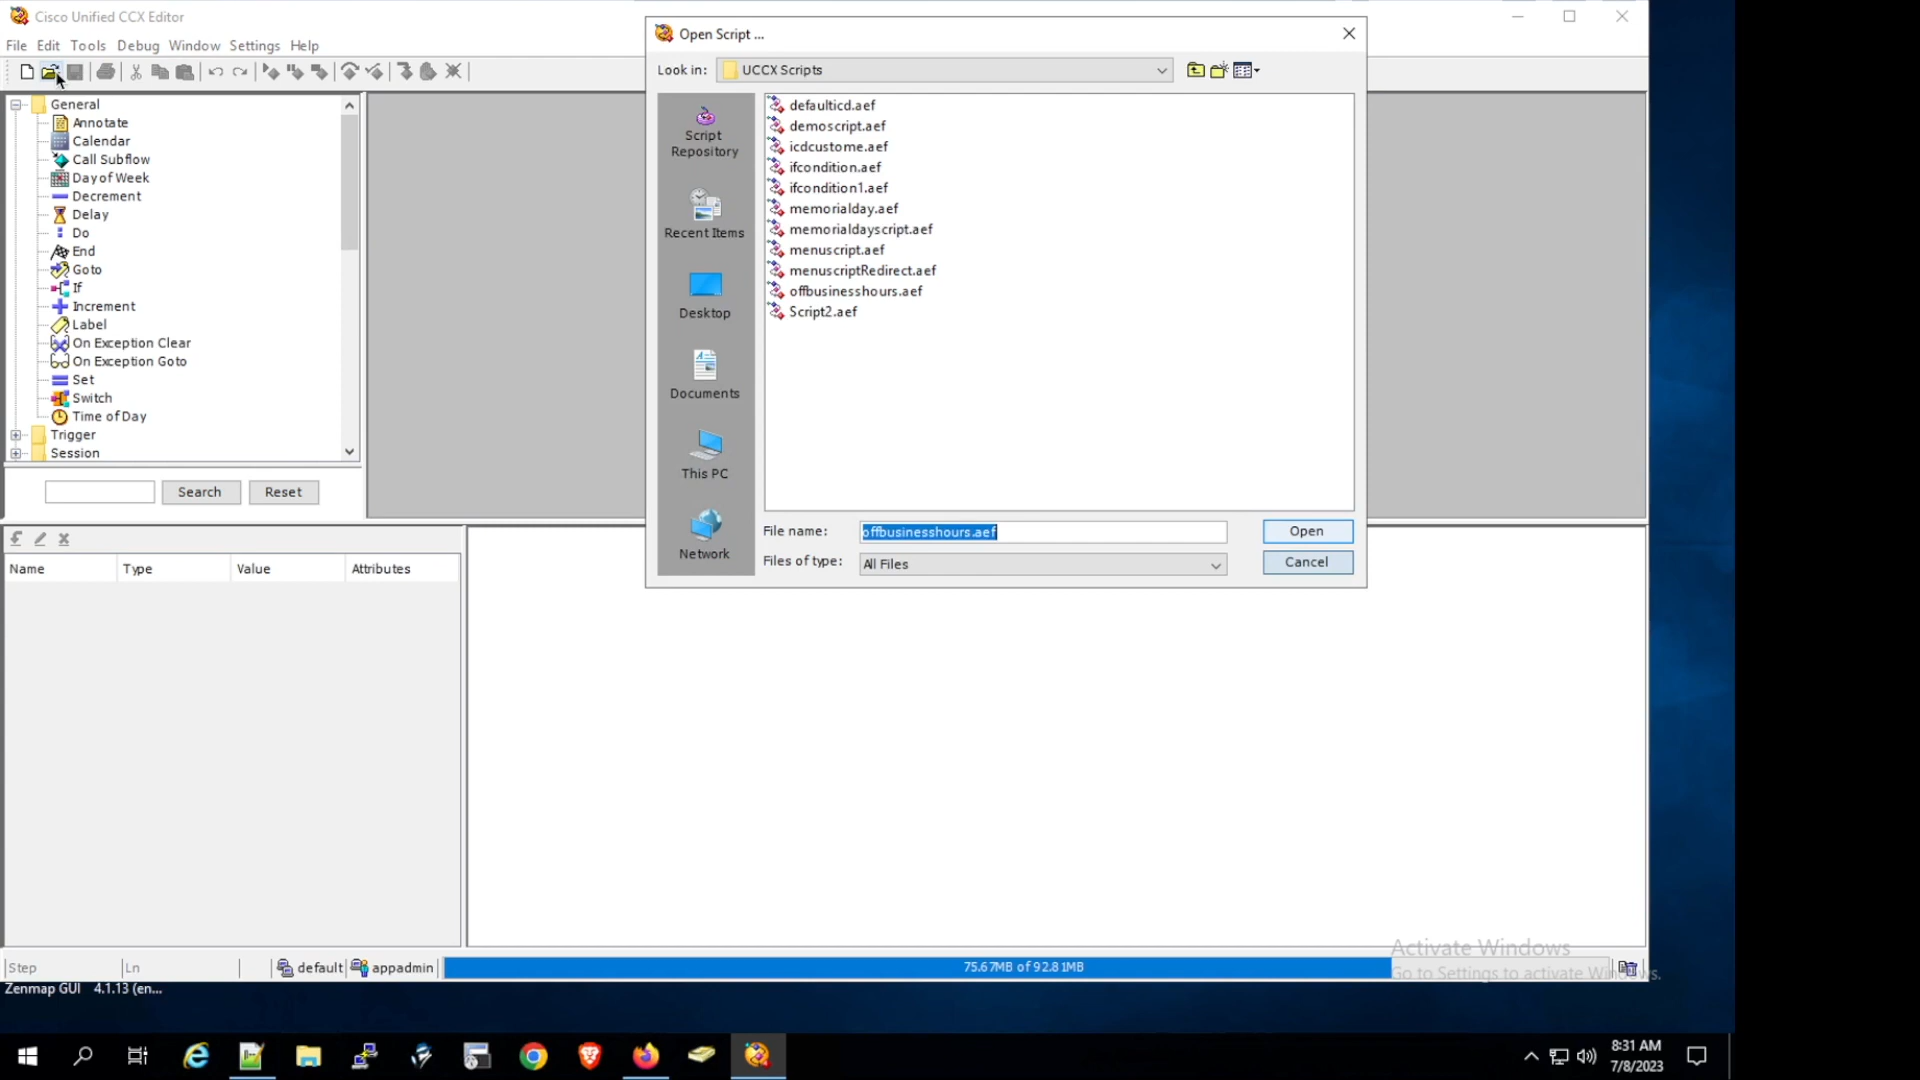 Cisco Unified CCX Editor
File Edit Tools Debug Window Settings Help
General
Annotate
Calendar
Call Subflow
Day of Week
Decrement
Delay
Do
End
Goto
If
Increment
Label
On Exception Clear
On Exception Goto
Set
Switch
Time of Day
Trigger
Session
Search Reset
Name Type Value Attributes
Open Script ...
Look in: UCCX Scripts
Script
Repository
Recent Items
Desktop
Documents
This PC
Network
defaulticd.aef
demoscript.aef
icdcustome.aef
ifcondition.aef
ifcondition1.aef
memorialday.aef
memorialdayscript.aef
menuscript.aef
menuscriptRedirect.aef
offbusinesshours.aef
Script2.aef
File name: offbusinesshours.aef Open
Files of type: All Files Cancel
Activate Windows
Go to Settings to activate Windows.
Step Ln default appadmin 75.67MB of 92.81MB
Zenmap GUI 4.1.13 (en...
8:31 AM
7/8/2023